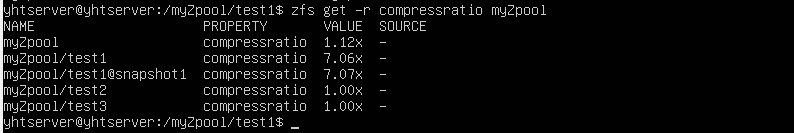 yhtserver@yhtserver:/myZpool/test1$ zfs get -r compressratio myZpool
NAME PROPERTY VALUE SOURCE
myZpool compressratio 1.12x -
myZpool/test1 compressratio 7.06x -
myZpool/test1@snapshot1 compressratio 7.07x -
myZpool/test2 compressratio 1.00x -
myZpool/test3 compressratio 1.00x -
yhtserver@yhtserver:/myZpool/test1$ _